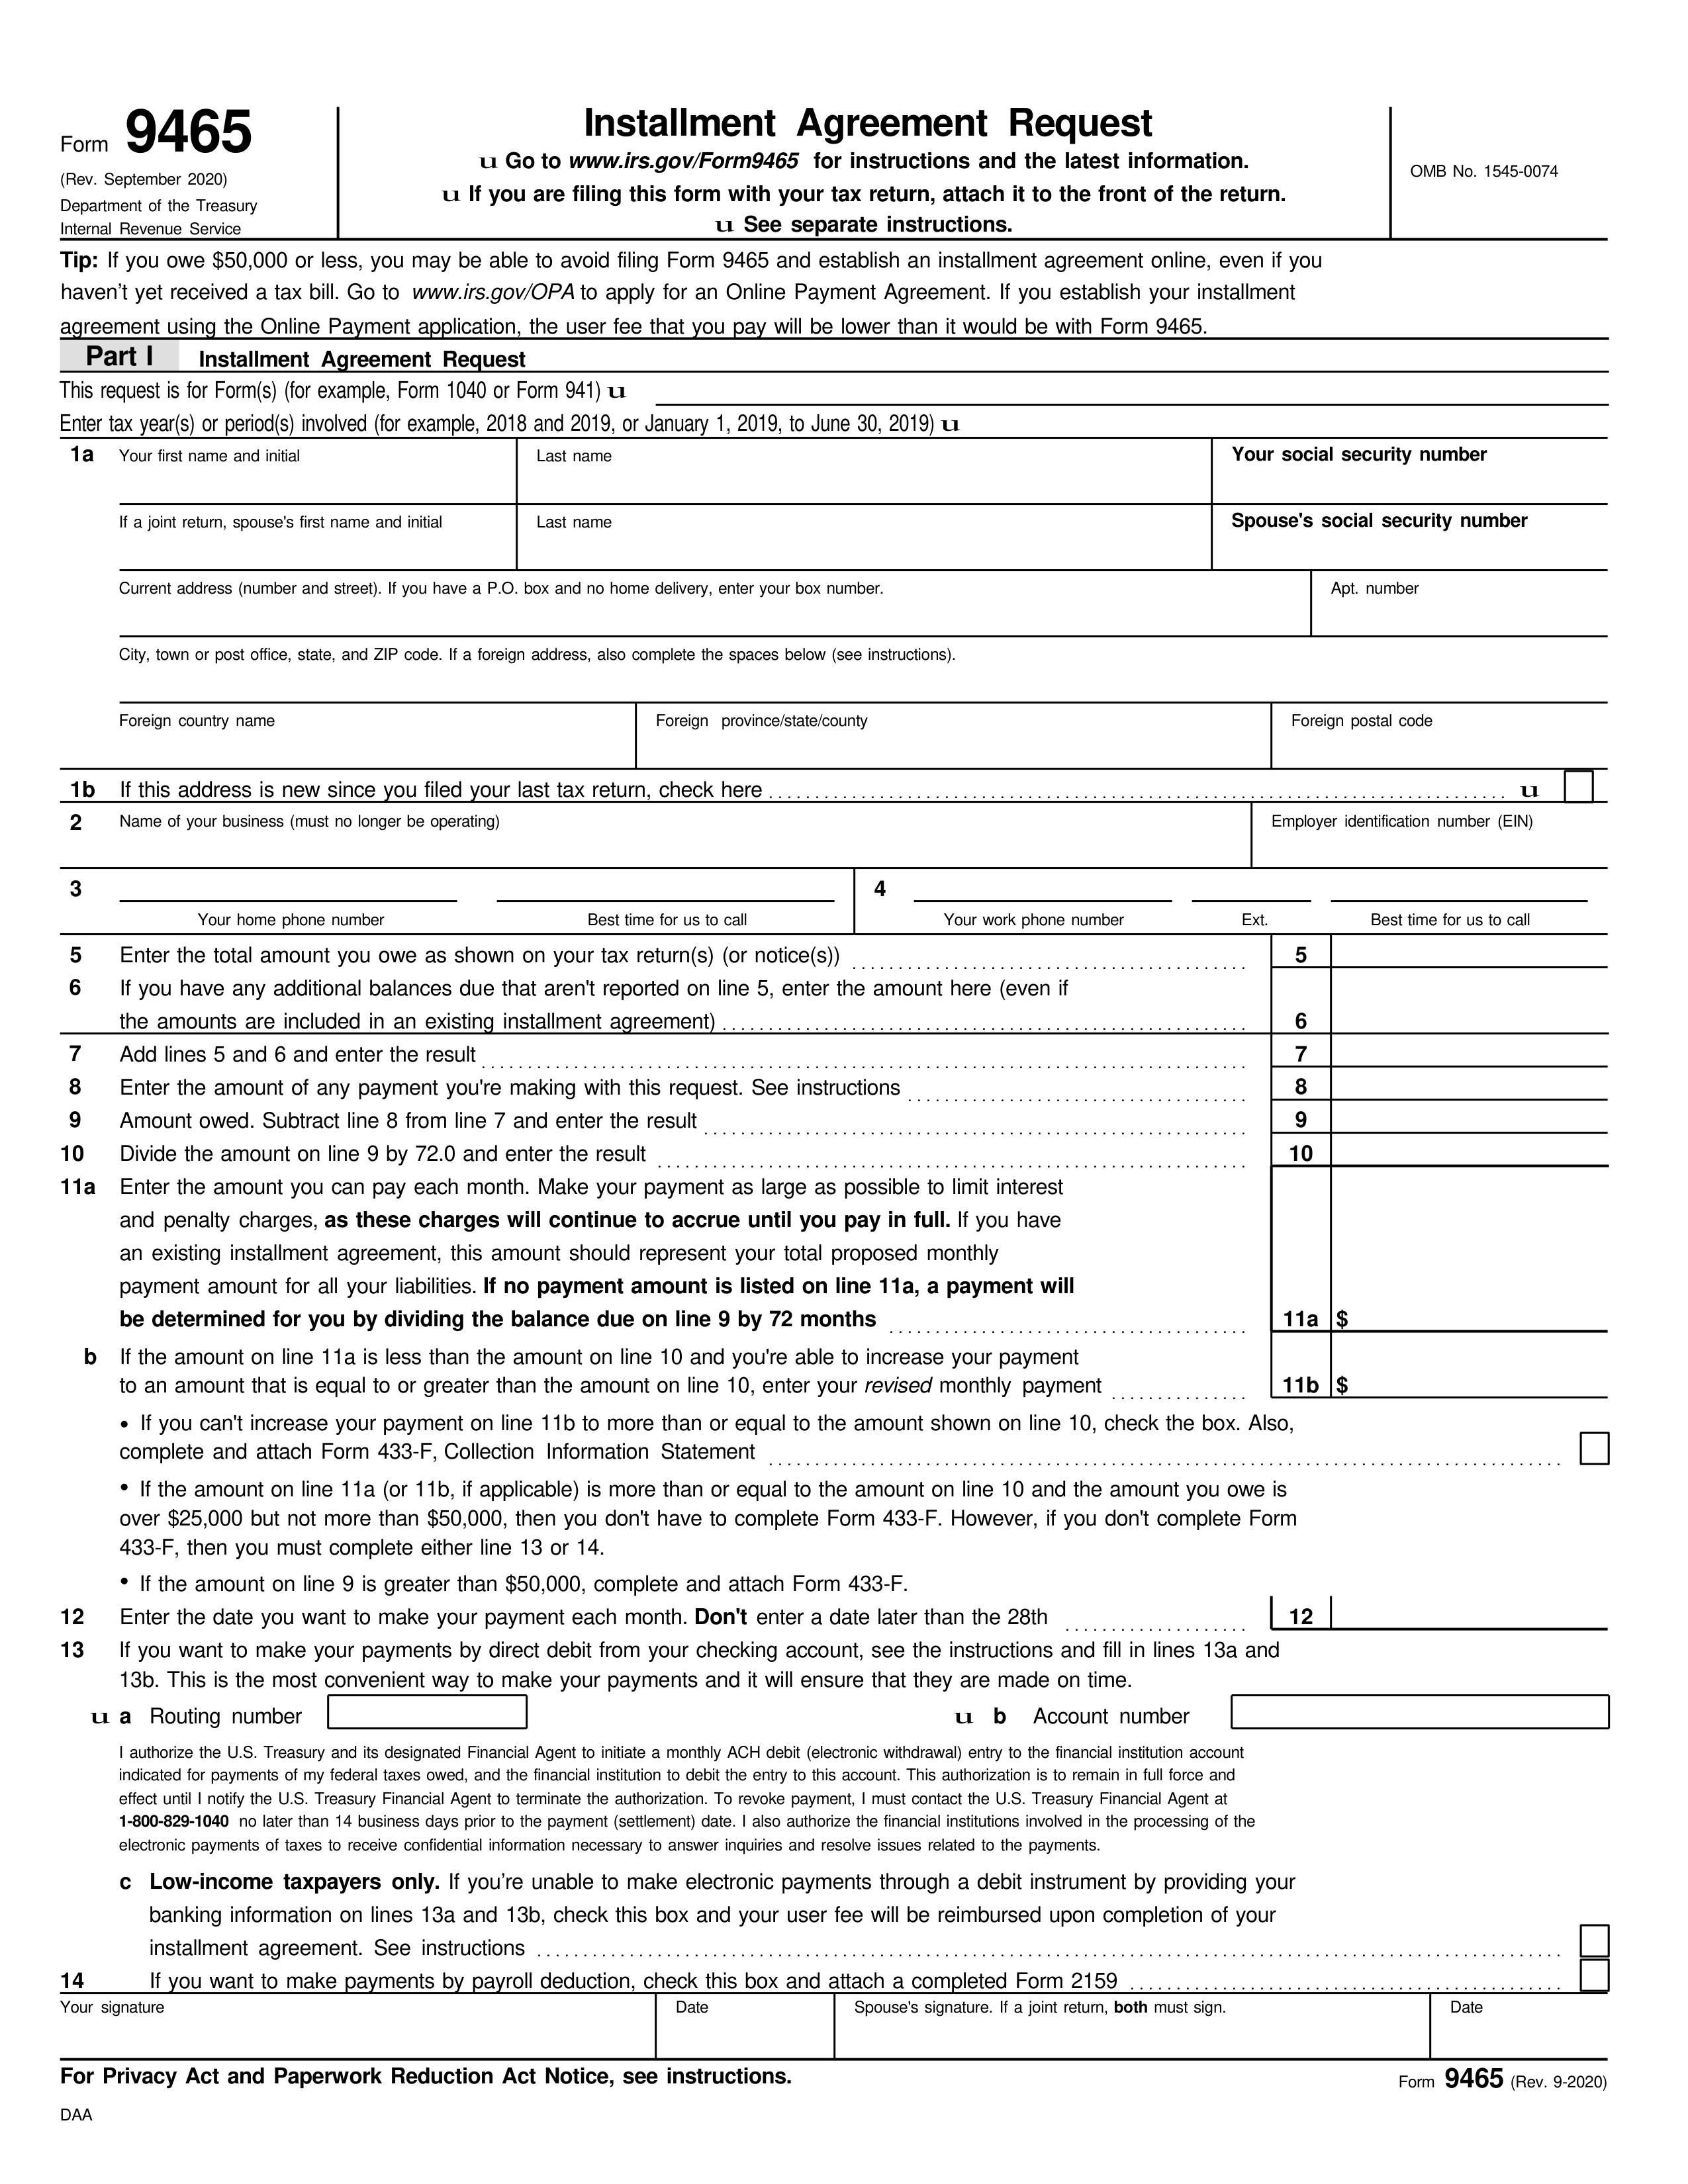 Form 9465
(Rev. September 2020)
Department of the Treasury
Internal Revenue Service
Installment Agreement Request
u Go to www.irs.gov/Form9465 for instructions and the latest information.
u If you are filing this form with your tax return, attach it to the front of the return.
u See separate instructions.
OMB No. 1545-0074
Tip: If you owe $50,000 or less, you may be able to avoid filing Form 9465 and establish an installment agreement online, even if you
haven’t yet received a tax bill. Go to www.irs.gov/OPA to apply for an Online Payment Agreement. If you establish your installment
agreement using the Online Payment application, the user fee that you pay will be lower than it would be with Form 9465.
Part I Installment Agreement Request
This request is for Form(s) (for example, Form 1040 or Form 941) u
Enter tax year(s) or period(s) involved (for example, 2018 and 2019, or January 1, 2019, to June 30, 2019) u
1a Your first name and initial Last name Your social security number
If a joint return, spouse's first name and initial Last name Spouse's social security number
Current address (number and street). If you have a P.O. box and no home delivery, enter your box number. Apt. number
City, town or post office, state, and ZIP code. If a foreign address, also complete the spaces below (see instructions).
Foreign country name Foreign province/state/county Foreign postal code
1b If this address is new since you filed your last tax return, check here u
2 Name of your business (must no longer be operating) Employer identification number (EIN)
3 4
Your home phone number Best time for us to call Your work phone number Ext. Best time for us to call
5 Enter the total amount you owe as shown on your tax return(s) (or notice(s)) 5
6 If you have any additional balances due that aren't reported on line 5, enter the amount here (even if
the amounts are included in an existing installment agreement) 6
7 Add lines 5 and 6 and enter the result 7
8 Enter the amount of any payment you're making with this request. See instructions 8
9 Amount owed. Subtract line 8 from line 7 and enter the result 9
10 Divide the amount on line 9 by 72.0 and enter the result 10
11a Enter the amount you can pay each month. Make your payment as large as possible to limit interest
and penalty charges, as these charges will continue to accrue until you pay in full. If you have
an existing installment agreement, this amount should represent your total proposed monthly
payment amount for all your liabilities. If no payment amount is listed on line 11a, a payment will
be determined for you by dividing the balance due on line 9 by 72 months 11a $
b If the amount on line 11a is less than the amount on line 10 and you're able to increase your payment
to an amount that is equal to or greater than the amount on line 10, enter your revised monthly payment 11b $
• If you can't increase your payment on line 11b to more than or equal to the amount shown on line 10, check the box. Also,
complete and attach Form 433-F, Collection Information Statement
• If the amount on line 11a (or 11b, if applicable) is more than or equal to the amount on line 10 and the amount you owe is
over $25,000 but not more than $50,000, then you don't have to complete Form 433-F. However, if you don't complete Form
433-F, then you must complete either line 13 or 14.
• If the amount on line 9 is greater than $50,000, complete and attach Form 433-F.
12 Enter the date you want to make your payment each month. Don't enter a date later than the 28th 12
13 If you want to make your payments by direct debit from your checking account, see the instructions and fill in lines 13a and
13b. This is the most convenient way to make your payments and it will ensure that they are made on time.
u a Routing number u b Account number
I authorize the U.S. Treasury and its designated Financial Agent to initiate a monthly ACH debit (electronic withdrawal) entry to the financial institution account
indicated for payments of my federal taxes owed, and the financial institution to debit the entry to this account. This authorization is to remain in full force and
effect until I notify the U.S. Treasury Financial Agent to terminate the authorization. To revoke payment, I must contact the U.S. Treasury Financial Agent at
1-800-829-1040 no later than 14 business days prior to the payment (settlement) date. I also authorize the financial institutions involved in the processing of the
electronic payments of taxes to receive confidential information necessary to answer inquiries and resolve issues related to the payments.
c Low-income taxpayers only. If you’re unable to make electronic payments through a debit instrument by providing your
banking information on lines 13a and 13b, check this box and your user fee will be reimbursed upon completion of your
installment agreement. See instructions
14 If you want to make payments by payroll deduction, check this box and attach a completed Form 2159
Your signature Date Spouse's signature. If a joint return, both must sign. Date
For Privacy Act and Paperwork Reduction Act Notice, see instructions. Form 9465 (Rev. 9-2020)
DAA